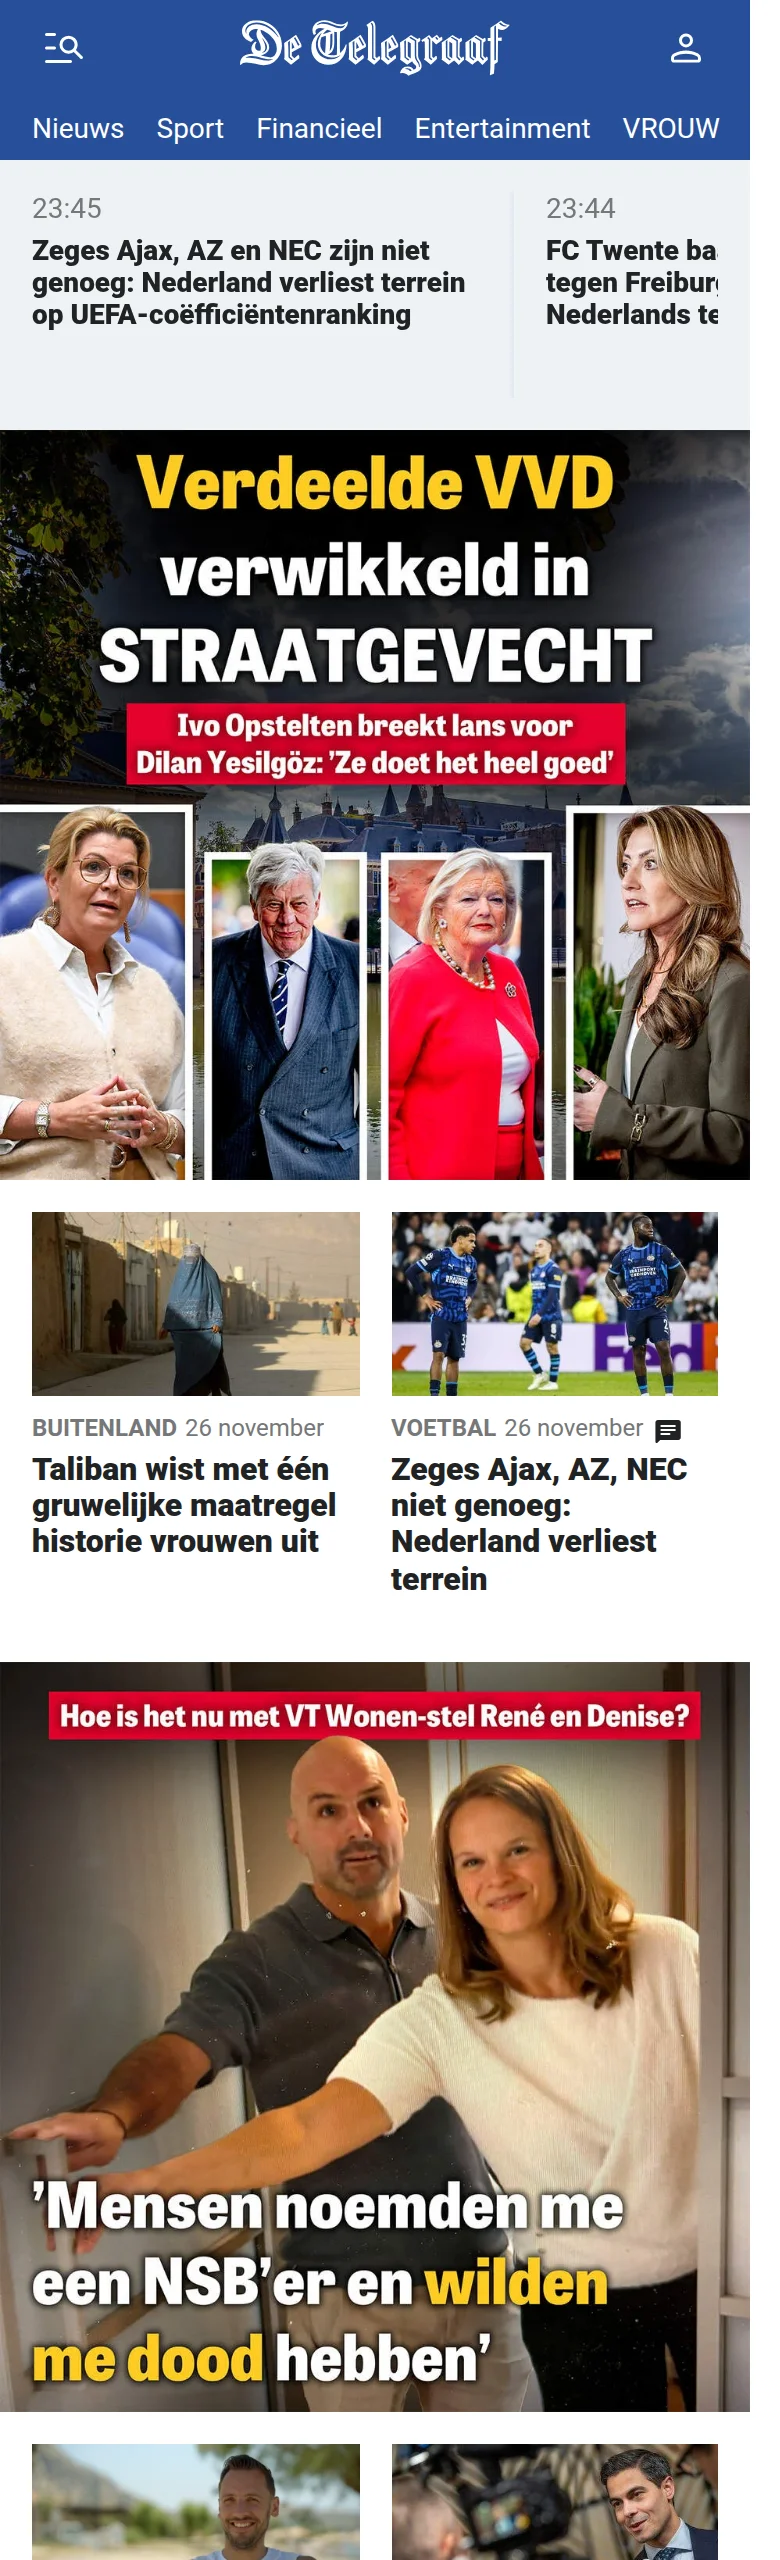 De Telegraaf
Nieuws Sport Financieel Entertainment VROUW
23:45
Zeges Ajax, AZ en NEC zijn niet
genoeg: Nederland verliest terrein
op UEFA-coëfficiëntenranking
23:44
FC Twente
tegen Freiburg
Nederlands
Verdeelde VVD
verwikkeld in
STRAATGEVECHT
Ivo Opstelten breekt lans voor
Dilan Yesilgöz: 'Ze doet het heel goed'
FedE
BUITENLAND 26 november
Taliban wist met één
gruwelijke maatregel
historie vrouwen uit
VOETBAL 26 november
Zeges Ajax, AZ, NEC
niet genoeg:
Nederland verliest
terrein
Hoe is het nu met VT Wonen-stel René en Denise?
'Mensen noemden me
een NSB'er en wilden
me dood hebben'